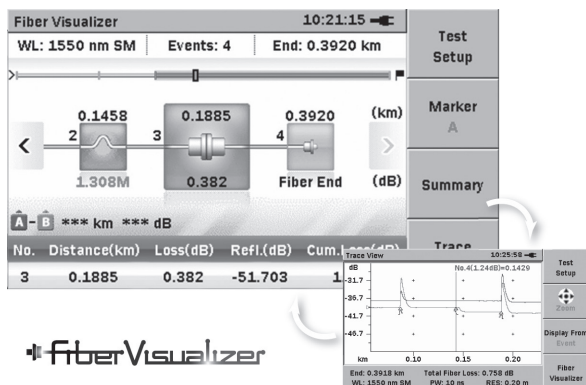 Fiber Visualizer 10:21:15
Test Setup
WL: 1550 nm SM Events: 4 End: 0.3920 km
Marker
A
0.1458 0.1885 0.3920 (km)
2 3 4
1.308M 0.382 Fiber End (dB)
Summary
A-B *** km *** dB
Trace
No. Distance(km) Loss(dB) Refl.(dB) Cum.Loss(dB)
3 0.1885 0.382 -51.703 1
Trace View 10:25:58
Test Setup
dB No.4(1.24dB)=0.1429
-31.7
-36.7
-41.7
-46.7
Zoom
Display From
Event
km 0.10 0.15 0.20
Fiber Visualizer
End: 0.3918 km Total Fiber Loss: 0.758 dB
WL: 1550 nm SM PW: 10 ns RES: 0.20 m
FiberVisualizer